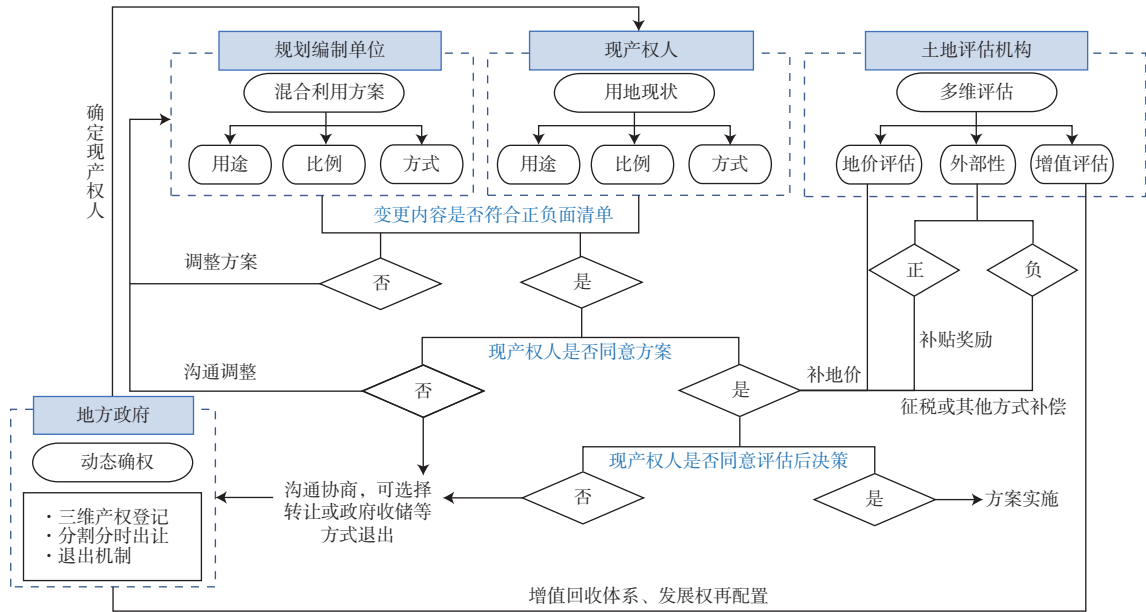 规划编制单位
现产权人
土地评估机构
混合利用方案
用地现状
多维评估
确定现产权人
用途
比例
方式
用途
比例
方式
地价评估
外部性
增值评估
变更内容是否符合正负面清单
调整方案
否
是
正
负
补贴奖励
现产权人是否同意方案
沟通调整
否
是
补地价
征税或其他方式补偿
地方政府
动态确权
现产权人是否同意评估后决策
沟通协商，可选择
转让或政府收储等
方式退出
否
是
方案实施
·三维产权登记
·分割分时出让
·退出机制
增值回收体系、发展权再配置